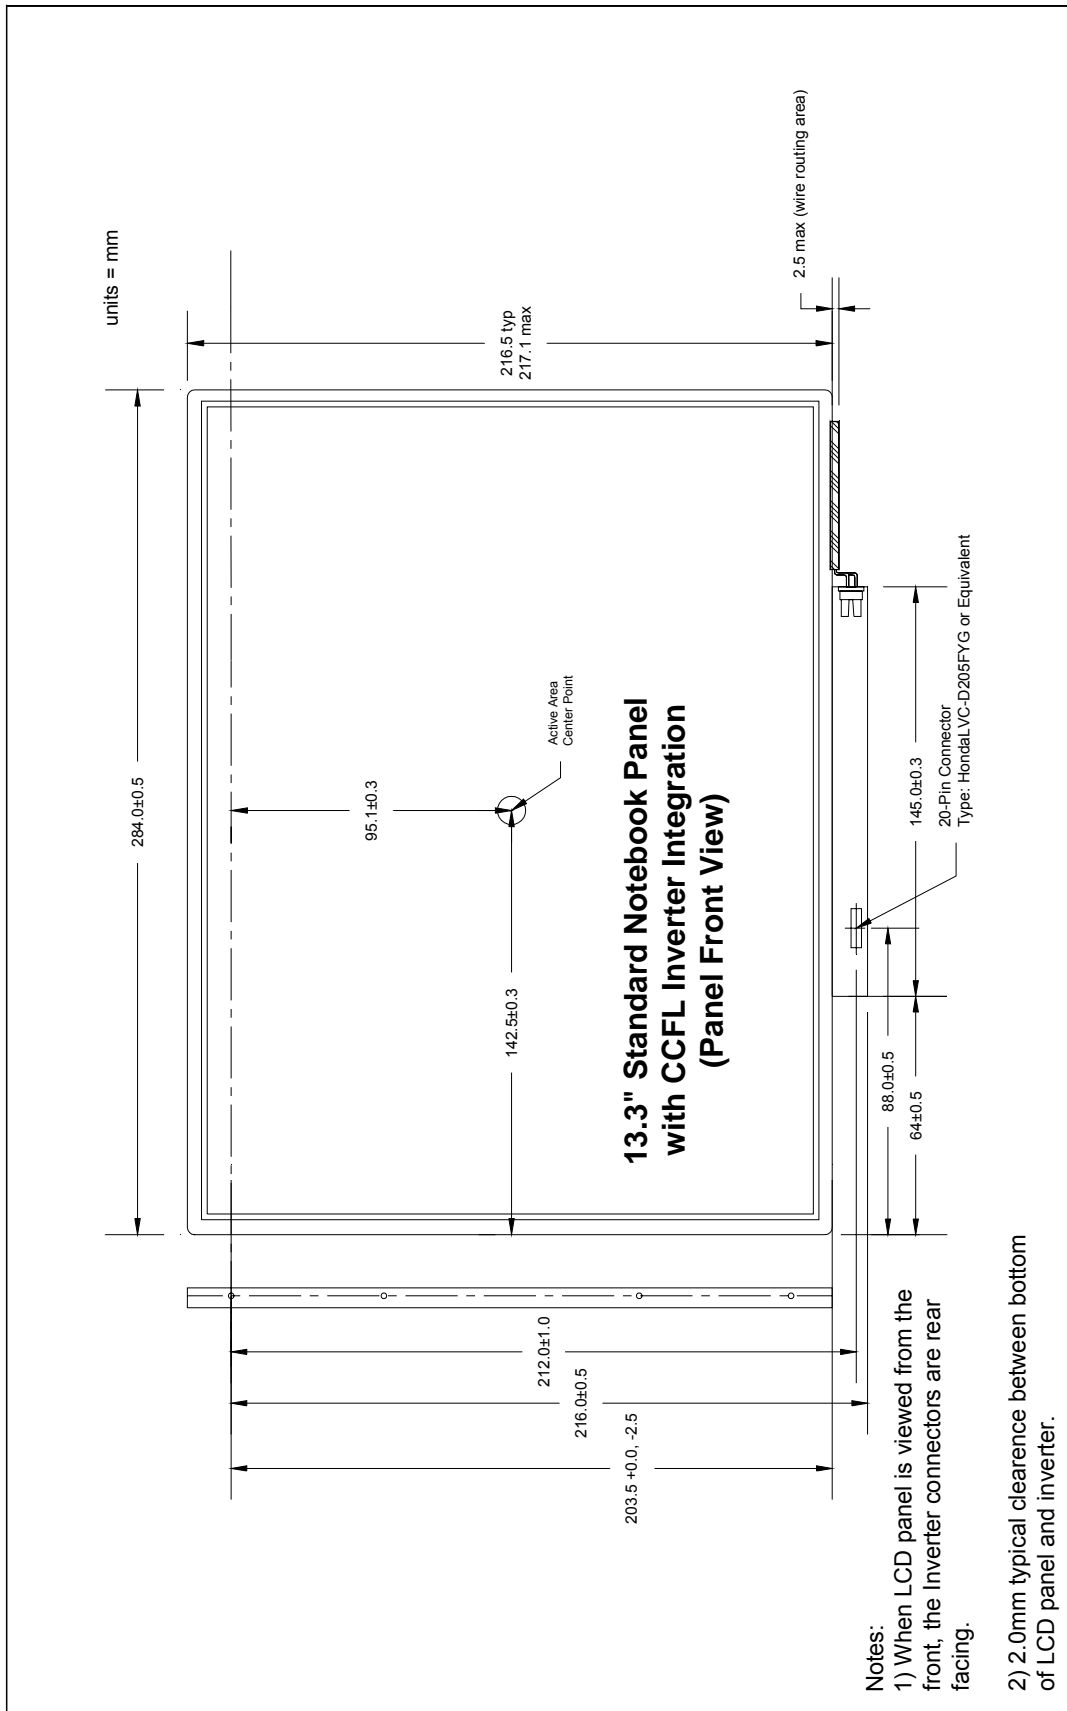 units = mm
284.0±0.5
216.5 typ
217.1 max
2.5 max (wire routing area)
95.1±0.3
Active Area
Center Point
142.5±0.3
13.3" Standard Notebook Panel
with CCFL Inverter Integration
(Panel Front View)
212.0±1.0
216.0±0.5
203.5 +0.0, -2.5
88.0±0.5
64±0.5
145.0±0.3
20-Pin Connector
Type: HondaLVC-D205FYG or Equivalent
Notes:
1) When LCD panel is viewed from the
front, the Inverter connectors are rear
facing.
2) 2.0mm typical clearence between bottom
of LCD panel and inverter.